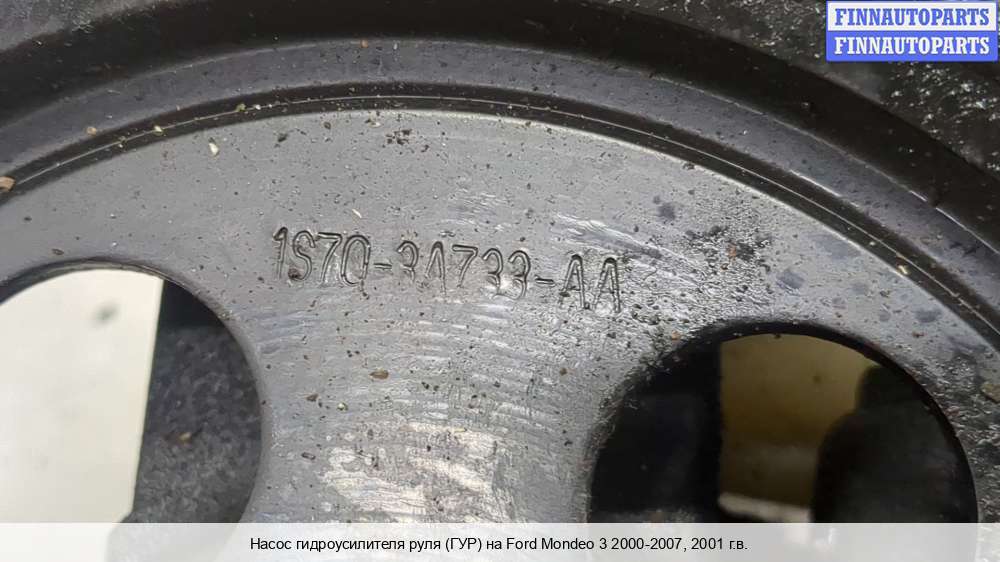 FINNAUTOPARTS
FINNAUTOPARTS
1S7Q-3A733-AA
Насос гидроусилителя руля (ГУР) на Ford Mondeo 3 2000-2007, 2001 г.в.